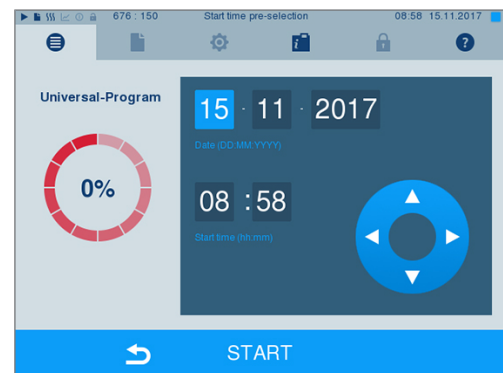 676 : 150 Start time pre-selection 08:58 15.11.2017
i ?
Universal-Program
15 . 11 . 2017
Date (DD:MM:YYYY)
0%
08 : 58
Start time (hh:mm)
START